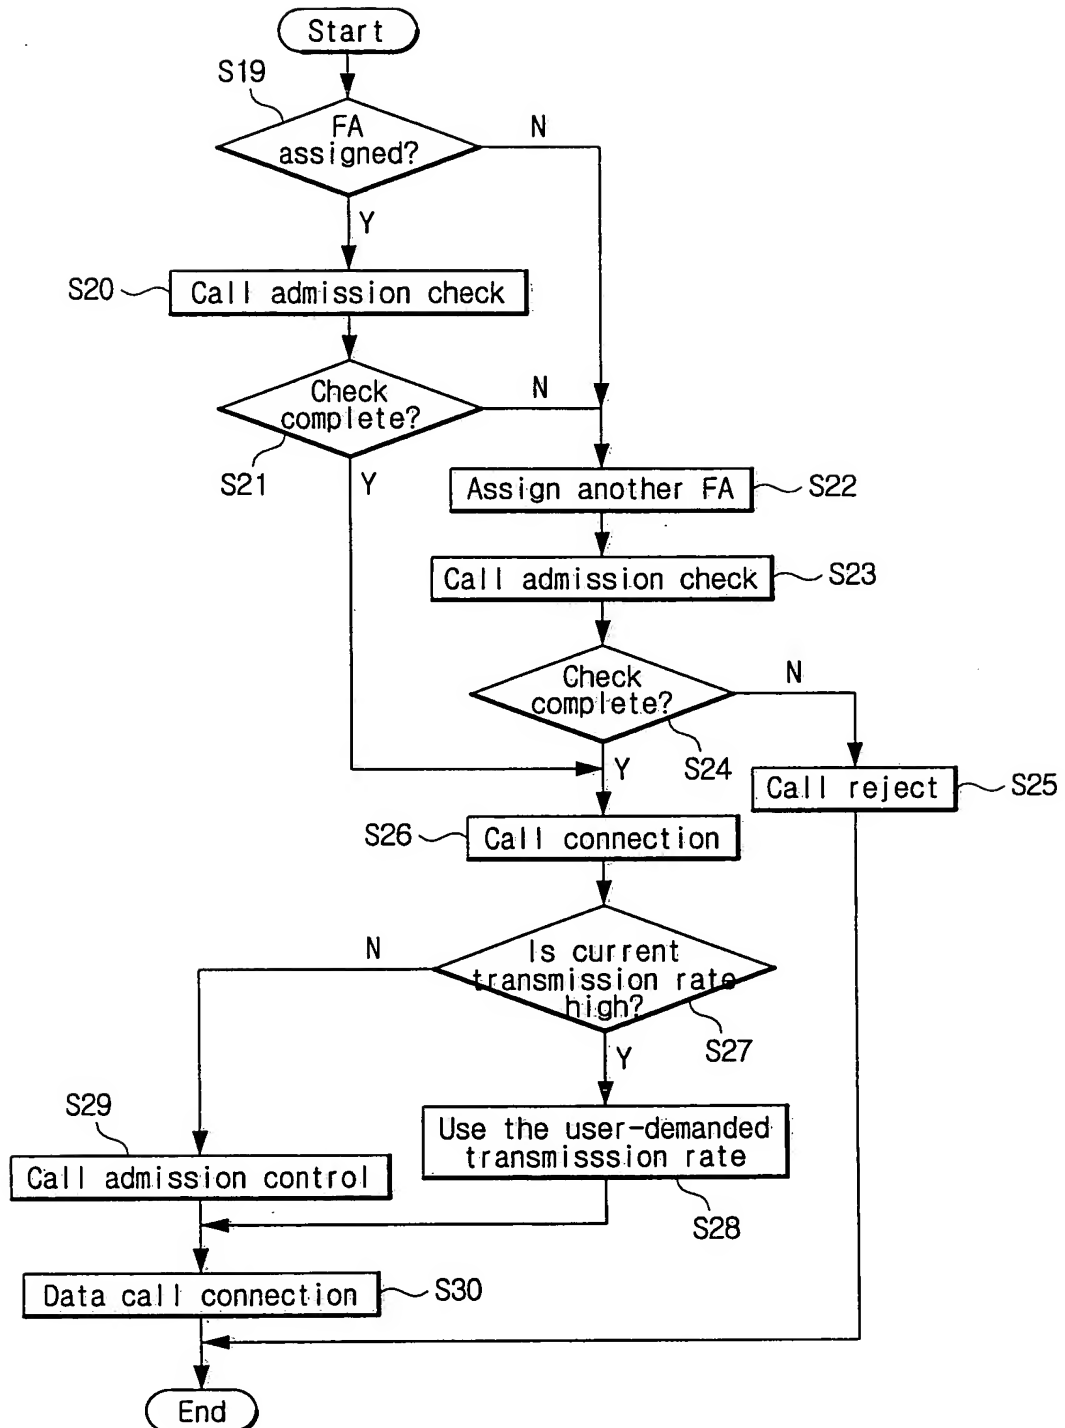 Start
S19
FA
assigned?
N
Y
S20
Call admission check
Check
complete?
N
S21
Y
Assign another FA
S22
Call admission check
S23
Check
complete?
N
S24
Y
Call reject
S25
S26
Call connection
Is current
transmission rate
high?
N
S27
Y
S29
Call admission control
Use the user-demanded
transmisssion rate
S28
Data call connection
S30
End